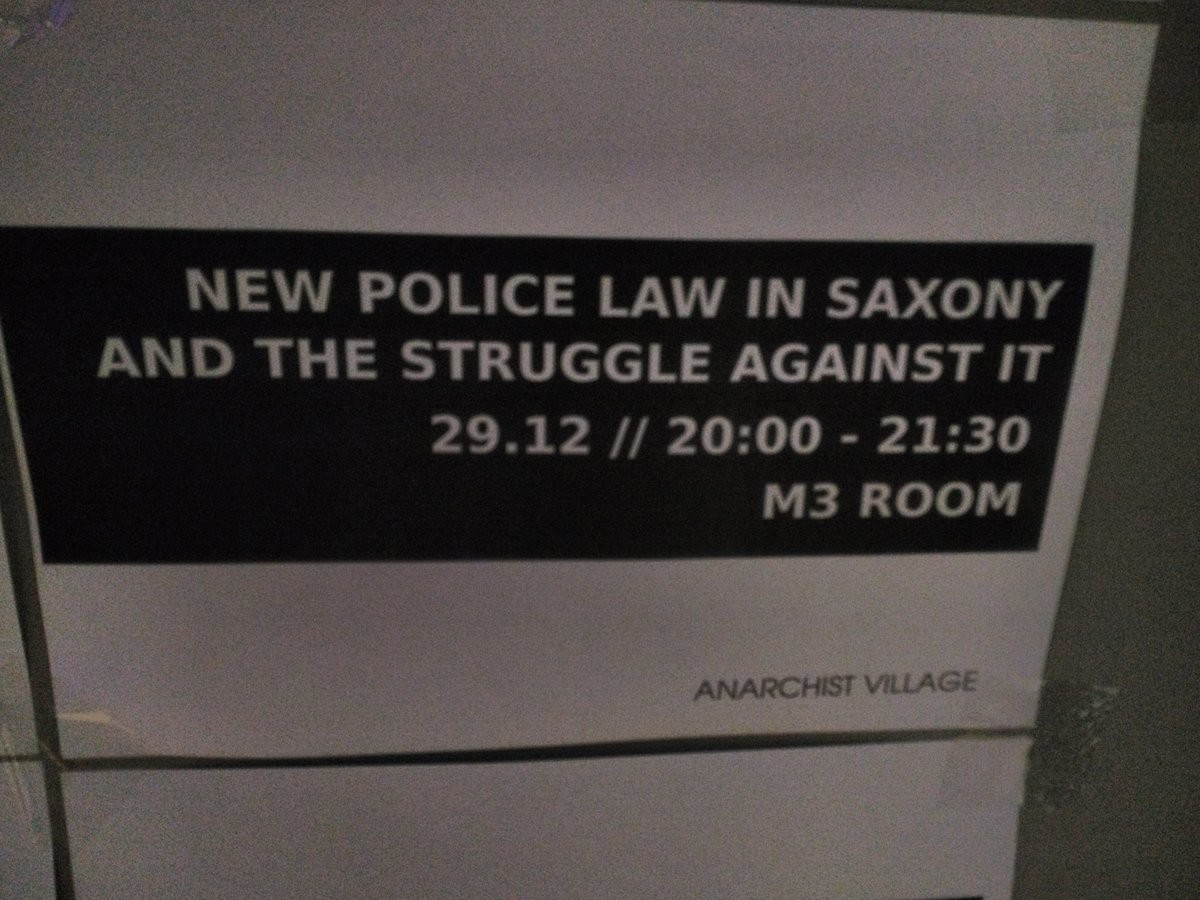 NEW POLICE LAW IN SAXONY
AND THE STRUGGLE AGAINST IT
29.12 // 20:00 - 21:30
M3 ROOM
ANARCHIST VILLAGE